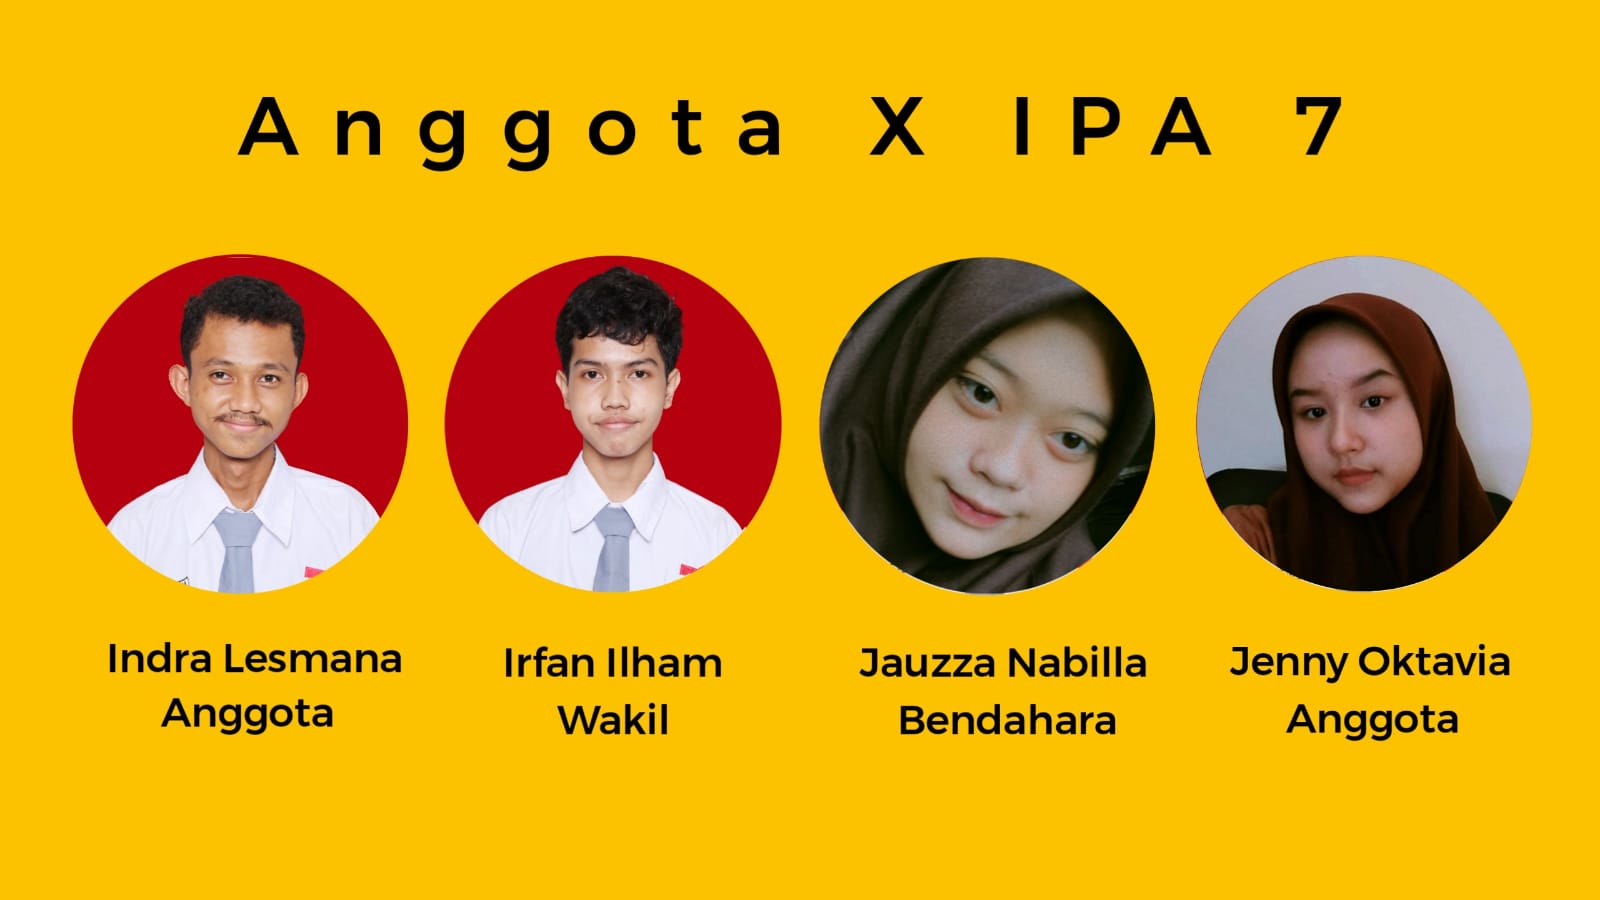 Anggota X IPA 7
Indra Lesmana
Anggota
Irfan Ilham
Wakil
Jauzza Nabilla
Bendahara
Jenny Oktavia
Anggota